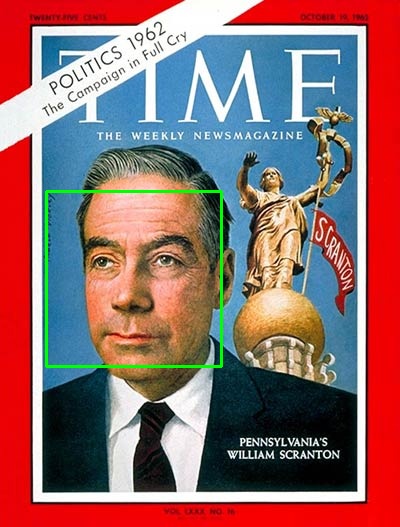 TWENTY-FIVE CENTS
OCTOBER 19, 1962
POLITICS 1962
The Campaign in Full Cry
TIME
THE WEEKLY NEWSMAGAZINE
SCRANTON
PENNSYLVANIA'S
WILLIAM SCRANTON
VOL. LXXX NO. 16